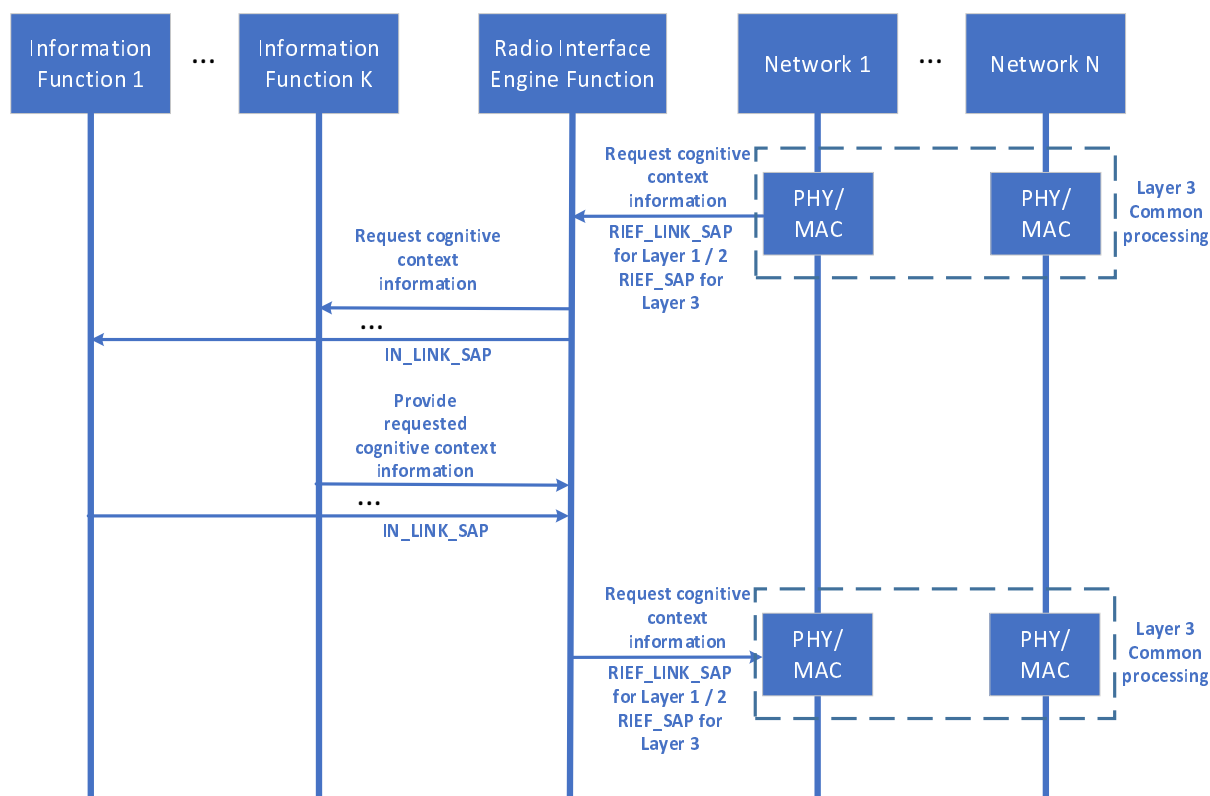 Information
Function 1
...
Information
Function K
Radio Interface
Engine Function
Network 1
...
Network N
Request cognitive
context
information
PHY/
MAC
PHY/
MAC
Layer 3
Common
processing
RIEF_LINK_SAP
for Layer 1 / 2
RIEF_SAP for
Layer 3
Request cognitive
context
information
...
IN_LINK_SAP
Provide
requested
cognitive context
information
...
IN_LINK_SAP
Request cognitive
context
information
PHY/
MAC
PHY/
MAC
Layer 3
Common
processing
RIEF_LINK_SAP
for Layer 1 / 2
RIEF_SAP for
Layer 3